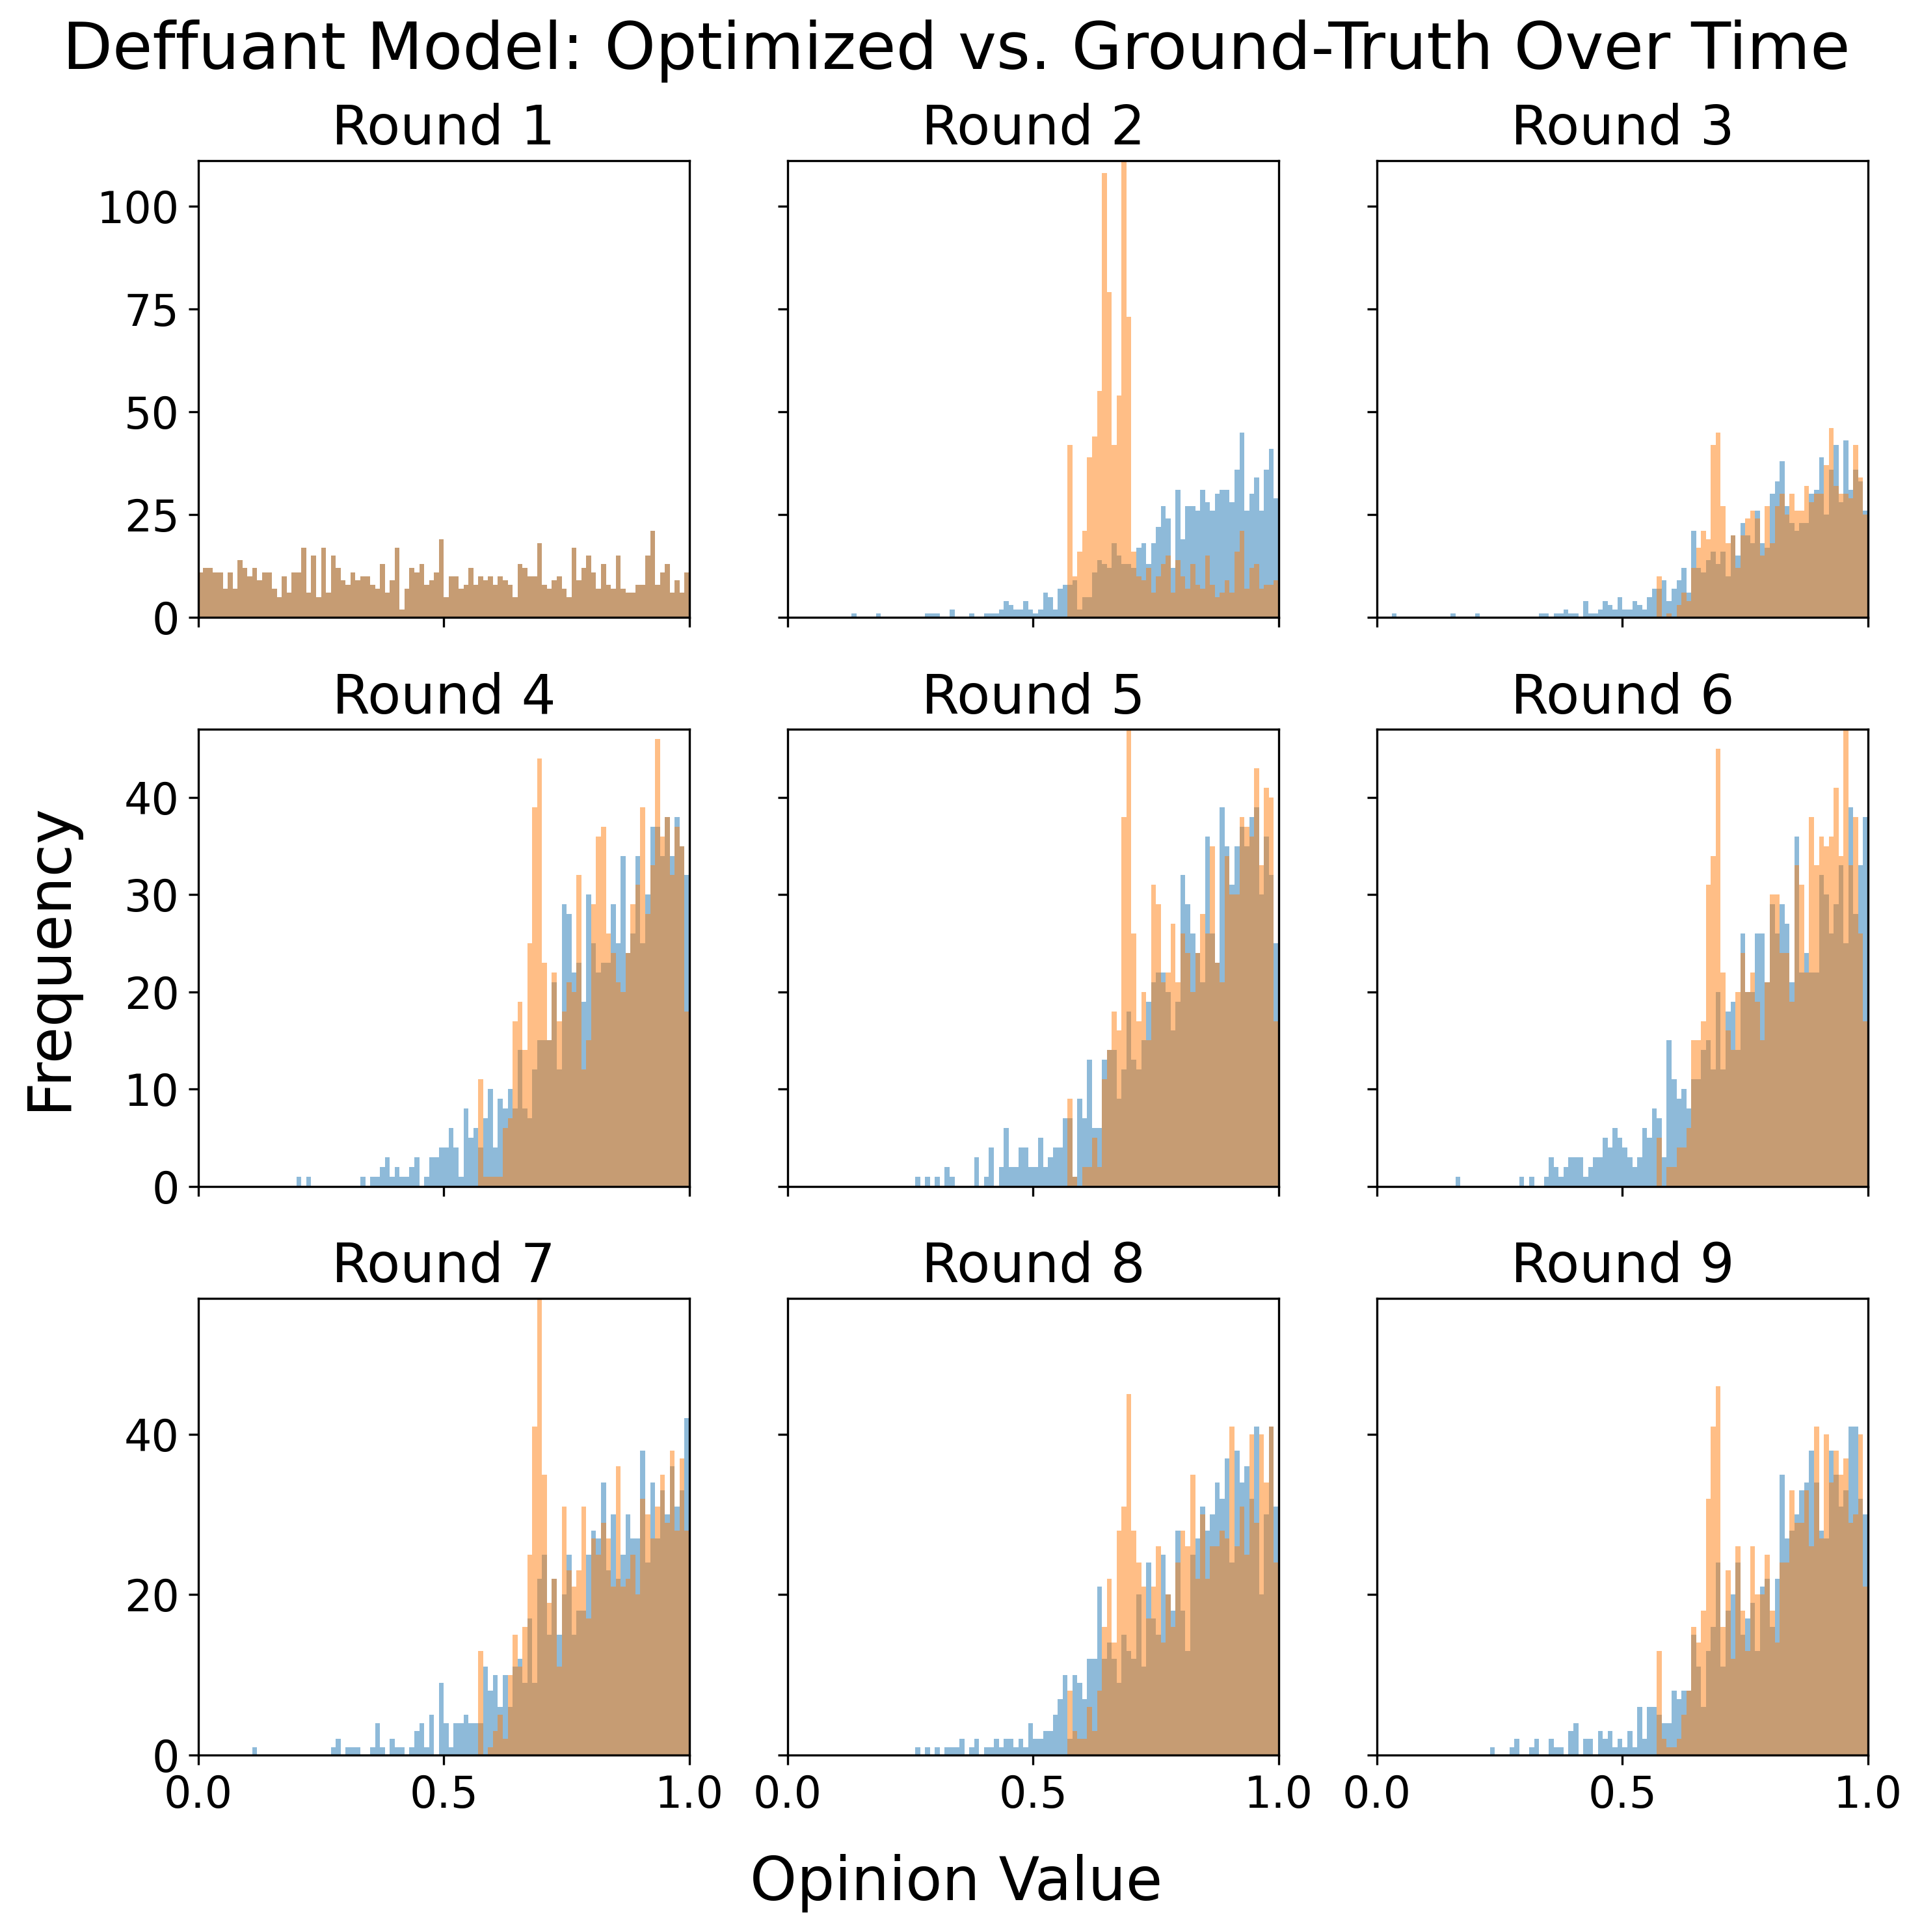 Deffuant Model: Optimized vs. Ground-Truth Over Time
Round 1 Round 2 Round 3
100
75
50
25
0
Round 4 Round 5 Round 6
40
30
20
10
0
Frequency
Round 7 Round 8 Round 9
40
20
0
0.0 0.5 1.0 0.0 0.5 1.0 0.0 0.5 1.0
Opinion Value